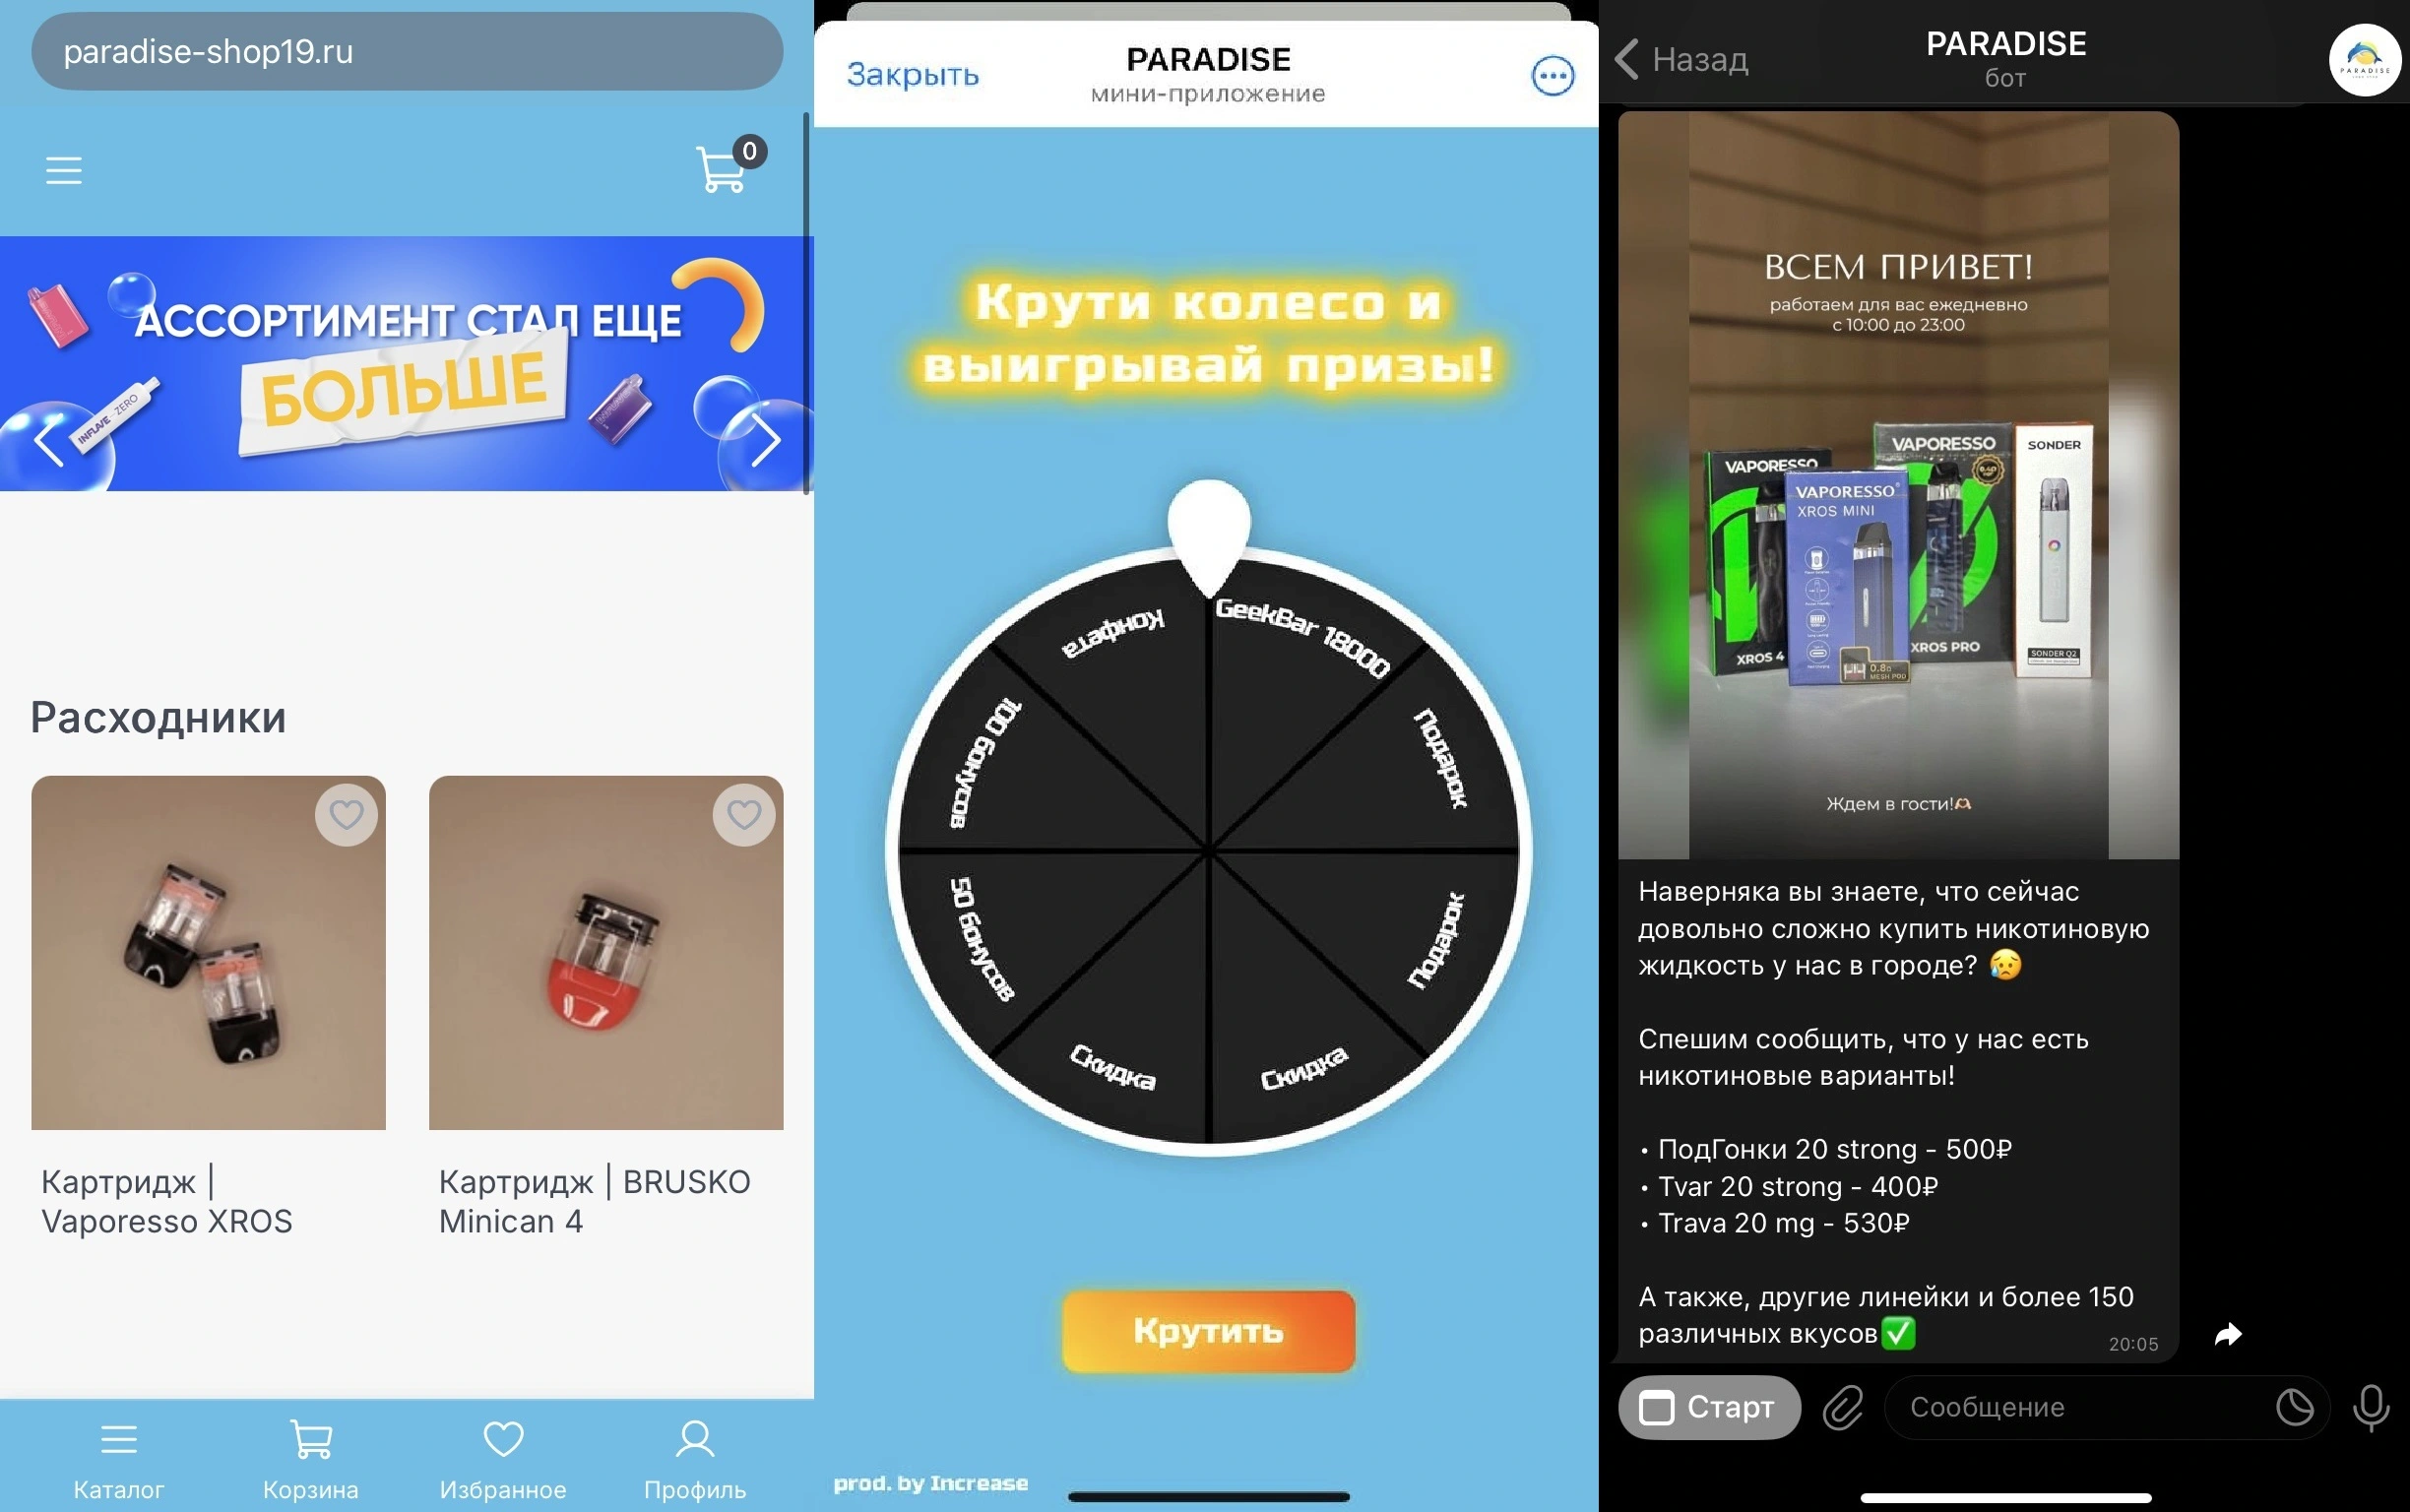 paradise-shop19.ru
0
АССОРТИМЕНТ СТАЛ ЕЩЕ
БОЛЬШЕ
INFLAVE ZERO
Расходники
Картридж |
Vaporesso XROS
Картридж | BRUSKO
Minican 4
Каталог
Корзина
Избранное
Профиль
Закрыть
PARADISE
мини-приложение
Крути колесо и
выигрывай призы!
GeekBar 18000
Подарок
Подарок
Скидка
Скидка
50 бонусов
100 бонусов
Конфета
Крутить
prod. by Increase
Назад
PARADISE
бот
PARADISE
ВСЕМ ПРИВЕТ!
работаем для вас ежедневно
с 10:00 до 23:00
VAPORESSO
XROS 4
VAPORESSO
XROS MINI
0.8Ω
MESH POD
VAPORESSO
XROS PRO
SONDER
SONDER Q2
Ждем в гости!🫶🏼
Наверняка вы знаете, что сейчас
довольно сложно купить никотиновую
жидкость у нас в городе? 😥
Спешим сообщить, что у нас есть
никотиновые варианты!
• ПодГонки 20 strong - 500₽
• Tvar 20 strong - 400₽
• Trava 20 mg - 530₽
А также, другие линейки и более 150
различных вкусов✅
20:05
Старт
Сообщение